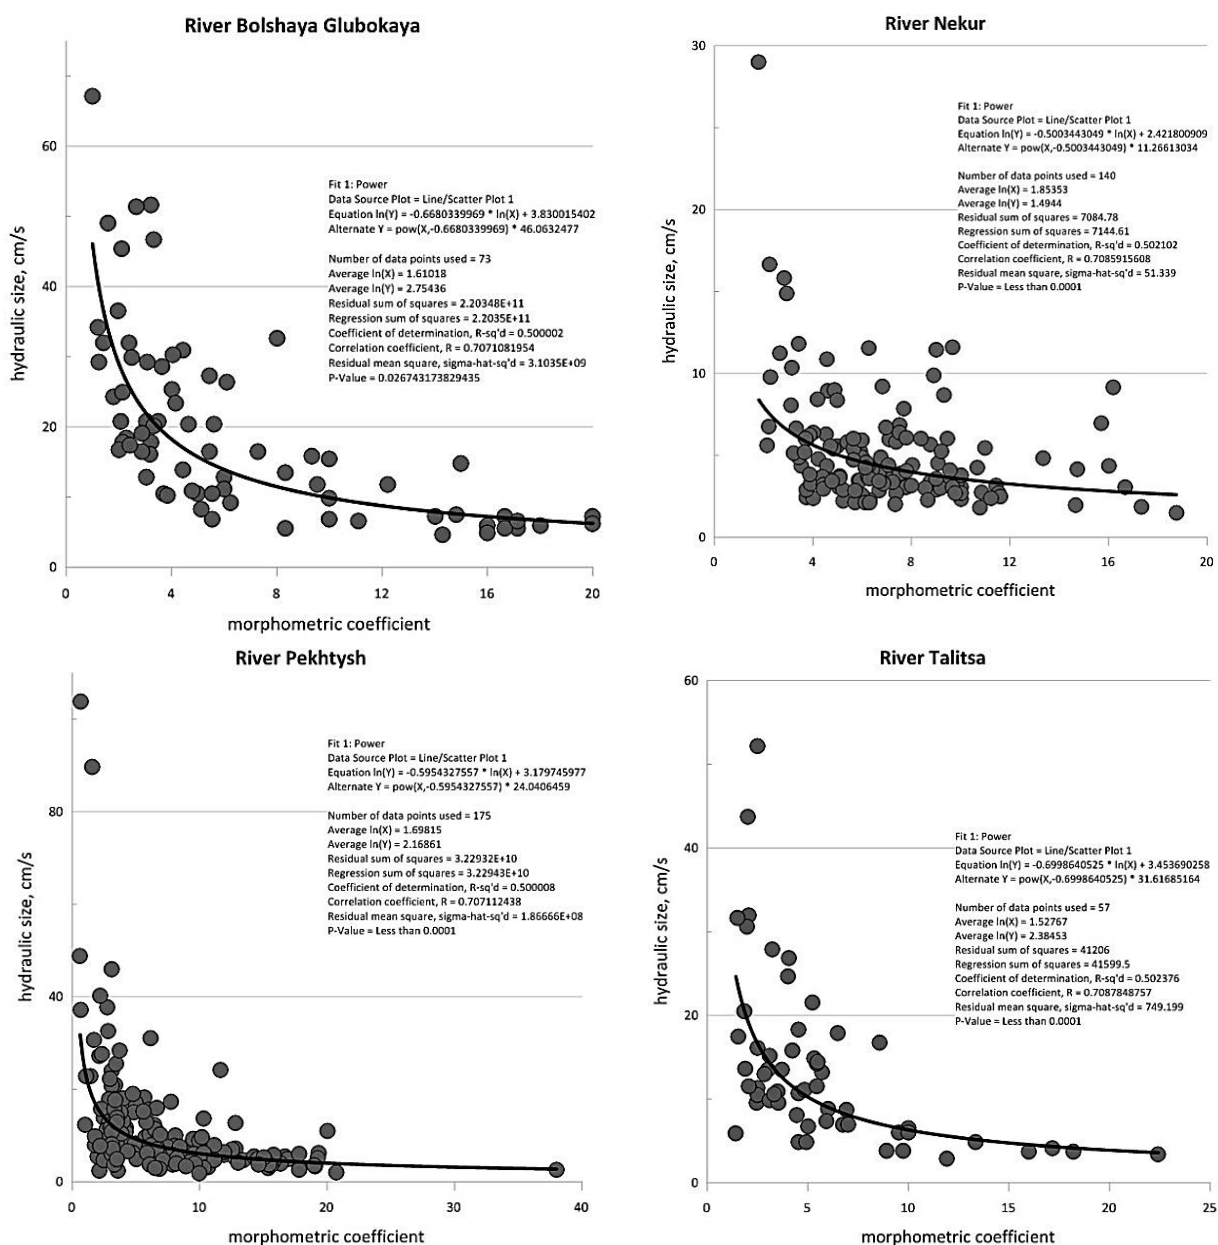 River Bolshaya Glubokaya
hydraulic size, cm/s
60
40
20
0
Fit 1: Power
Data Source Plot = Line/Scatter Plot 1
Equation ln(Y) = -0.6680339969 * ln(X) + 3.830015402
Alternate Y = pow(X,-0.6680339969) * 46.0632477
Number of data points used = 73
Average ln(X) = 1.61018
Average ln(Y) = 2.75436
Residual sum of squares = 2.20348E+11
Regression sum of squares = 2.2035E+11
Coefficient of determination, R-sq'd = 0.500002
Correlation coefficient, R = 0.7071081954
Residual mean square, sigma-hat-sq'd = 3.1035E+09
P-Value = 0.026743173829435
0 4 8 12 16 20
morphometric coefficient
River Nekur
hydraulic size, cm/s
30
20
10
0
Fit 1: Power
Data Source Plot = Line/Scatter Plot 1
Equation ln(Y) = -0.5003443049 * ln(X) + 2.421800909
Alternate Y = pow(X,-0.5003443049) * 11.26613034
Number of data points used = 140
Average ln(X) = 1.85353
Average ln(Y) = 1.4944
Residual sum of squares = 7084.78
Regression sum of squares = 7144.61
Coefficient of determination, R-sq'd = 0.502102
Correlation coefficient, R = 0.7085915608
Residual mean square, sigma-hat-sq'd = 51.339
P-Value = Less than 0.0001
0 4 8 12 16 20
morphometric coefficient
River Pekhtysh
hydraulic size, cm/s
80
40
0
Fit 1: Power
Data Source Plot = Line/Scatter Plot 1
Equation ln(Y) = -0.5954327557 * ln(X) + 3.179745977
Alternate Y = pow(X,-0.5954327557) * 24.0406459
Number of data points used = 175
Average ln(X) = 1.69815
Average ln(Y) = 2.16861
Residual sum of squares = 3.22932E+10
Regression sum of squares = 3.22943E+10
Coefficient of determination, R-sq'd = 0.500008
Correlation coefficient, R = 0.707112438
Residual mean square, sigma-hat-sq'd = 1.86666E+08
P-Value = Less than 0.0001
0 10 20 30 40
morphometric coefficient
River Talitsa
hydraulic size, cm/s
60
40
20
0
Fit 1: Power
Data Source Plot = Line/Scatter Plot 1
Equation ln(Y) = -0.6998640525 * ln(X) + 3.453690258
Alternate Y = pow(X,-0.6998640525) * 31.61685164
Number of data points used = 57
Average ln(X) = 1.52767
Average ln(Y) = 2.38453
Residual sum of squares = 41206
Regression sum of squares = 41599.5
Coefficient of determination, R-sq'd = 0.502376
Correlation coefficient, R = 0.7087848757
Residual mean square, sigma-hat-sq'd = 749.199
P-Value = Less than 0.0001
0 5 10 15 20 25
morphometric coefficient